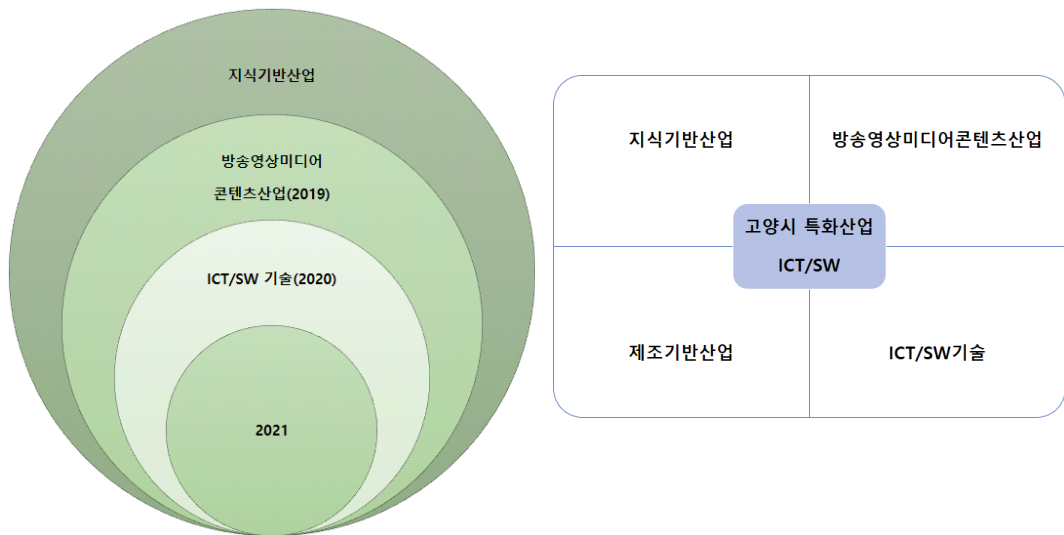 지식기반산업
방송영상미디어
콘텐츠산업(2019)
ICT/SW 기술(2020)
2021
지식기반산업
방송영상미디어콘텐츠산업
고양시 특화산업
ICT/SW
제조기반산업
ICT/SW기술